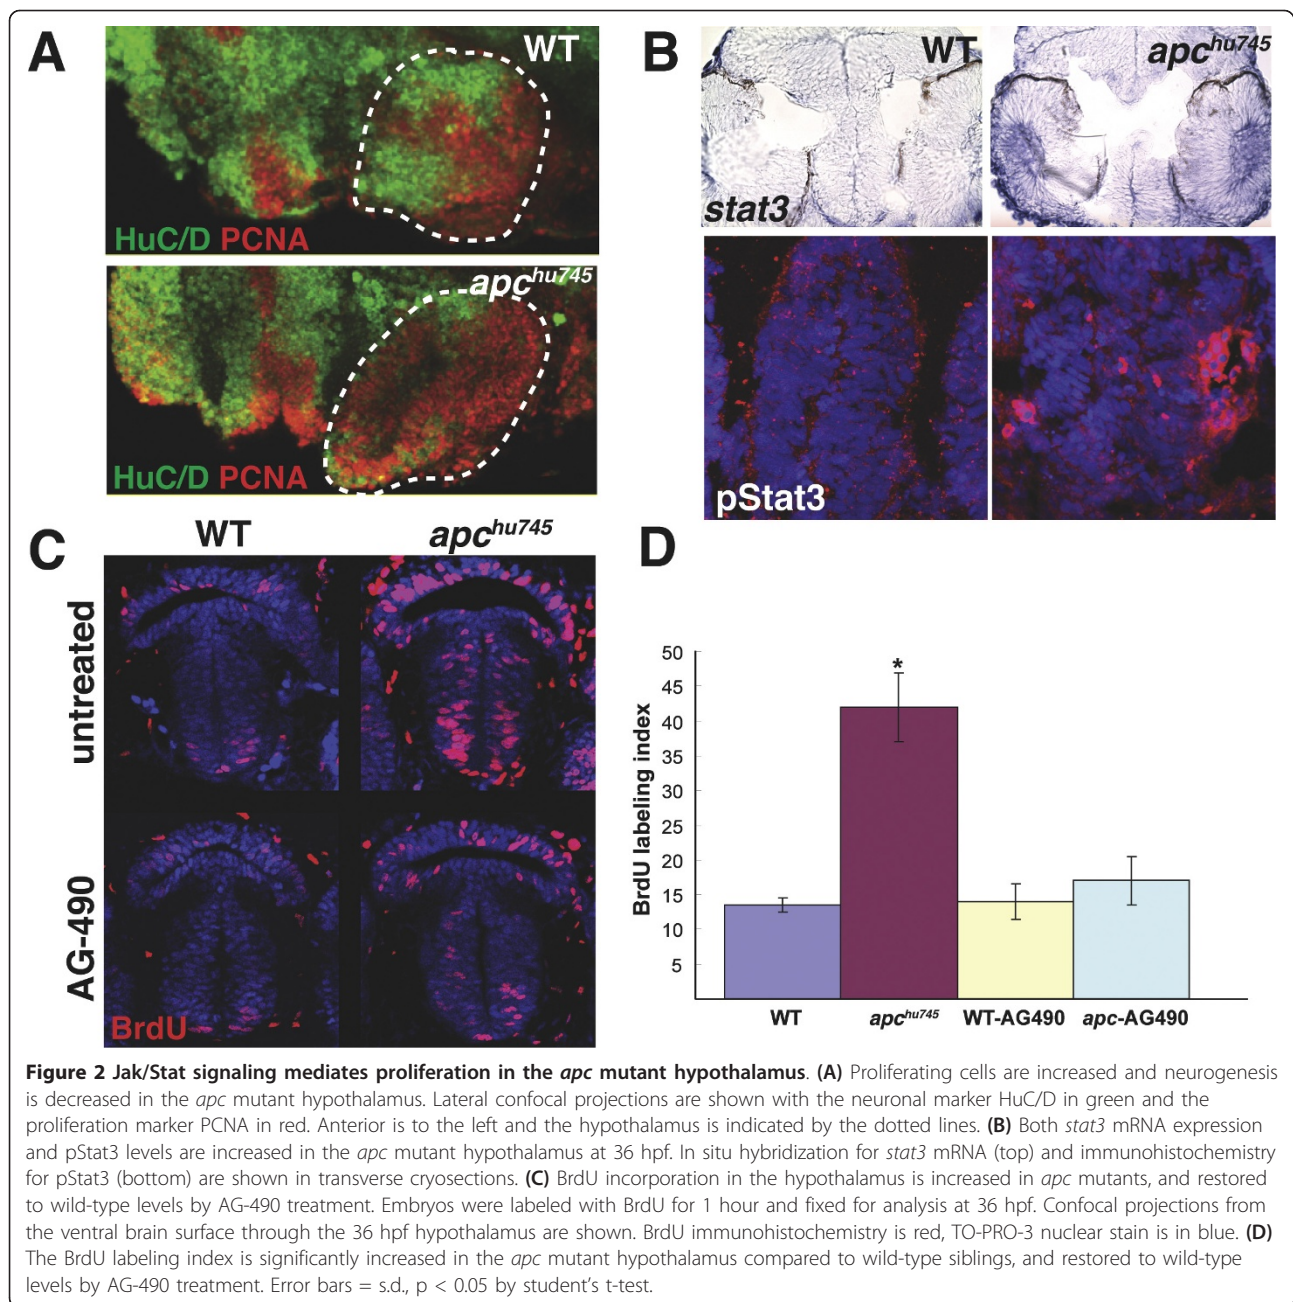 A
WT
HuC/D PCNA
apc^hu745
HuC/D PCNA
B
WT
apc^hu745
stat3
pStat3
C
WT
apc^hu745
untreated
AG-490
BrdU
D
BrdU labeling index
50
45
40
35
30
25
20
15
10
5
*
WT
apc^hu745
WT-AG490
apc-AG490
Figure 2 Jak/Stat signaling mediates proliferation in the apc mutant hypothalamus. (A) Proliferating cells are increased and neurogenesis
is decreased in the apc mutant hypothalamus. Lateral confocal projections are shown with the neuronal marker HuC/D in green and the
proliferation marker PCNA in red. Anterior is to the left and the hypothalamus is indicated by the dotted lines. (B) Both stat3 mRNA expression
and pStat3 levels are increased in the apc mutant hypothalamus at 36 hpf. In situ hybridization for stat3 mRNA (top) and immunohistochemistry
for pStat3 (bottom) are shown in transverse cryosections. (C) BrdU incorporation in the hypothalamus is increased in apc mutants, and restored
to wild-type levels by AG-490 treatment. Embryos were labeled with BrdU for 1 hour and fixed for analysis at 36 hpf. Confocal projections from
the ventral brain surface through the 36 hpf hypothalamus are shown. BrdU immunohistochemistry is red, TO-PRO-3 nuclear stain is in blue. (D)
The BrdU labeling index is significantly increased in the apc mutant hypothalamus compared to wild-type siblings, and restored to wild-type
levels by AG-490 treatment. Error bars = s.d., p < 0.05 by student's t-test.